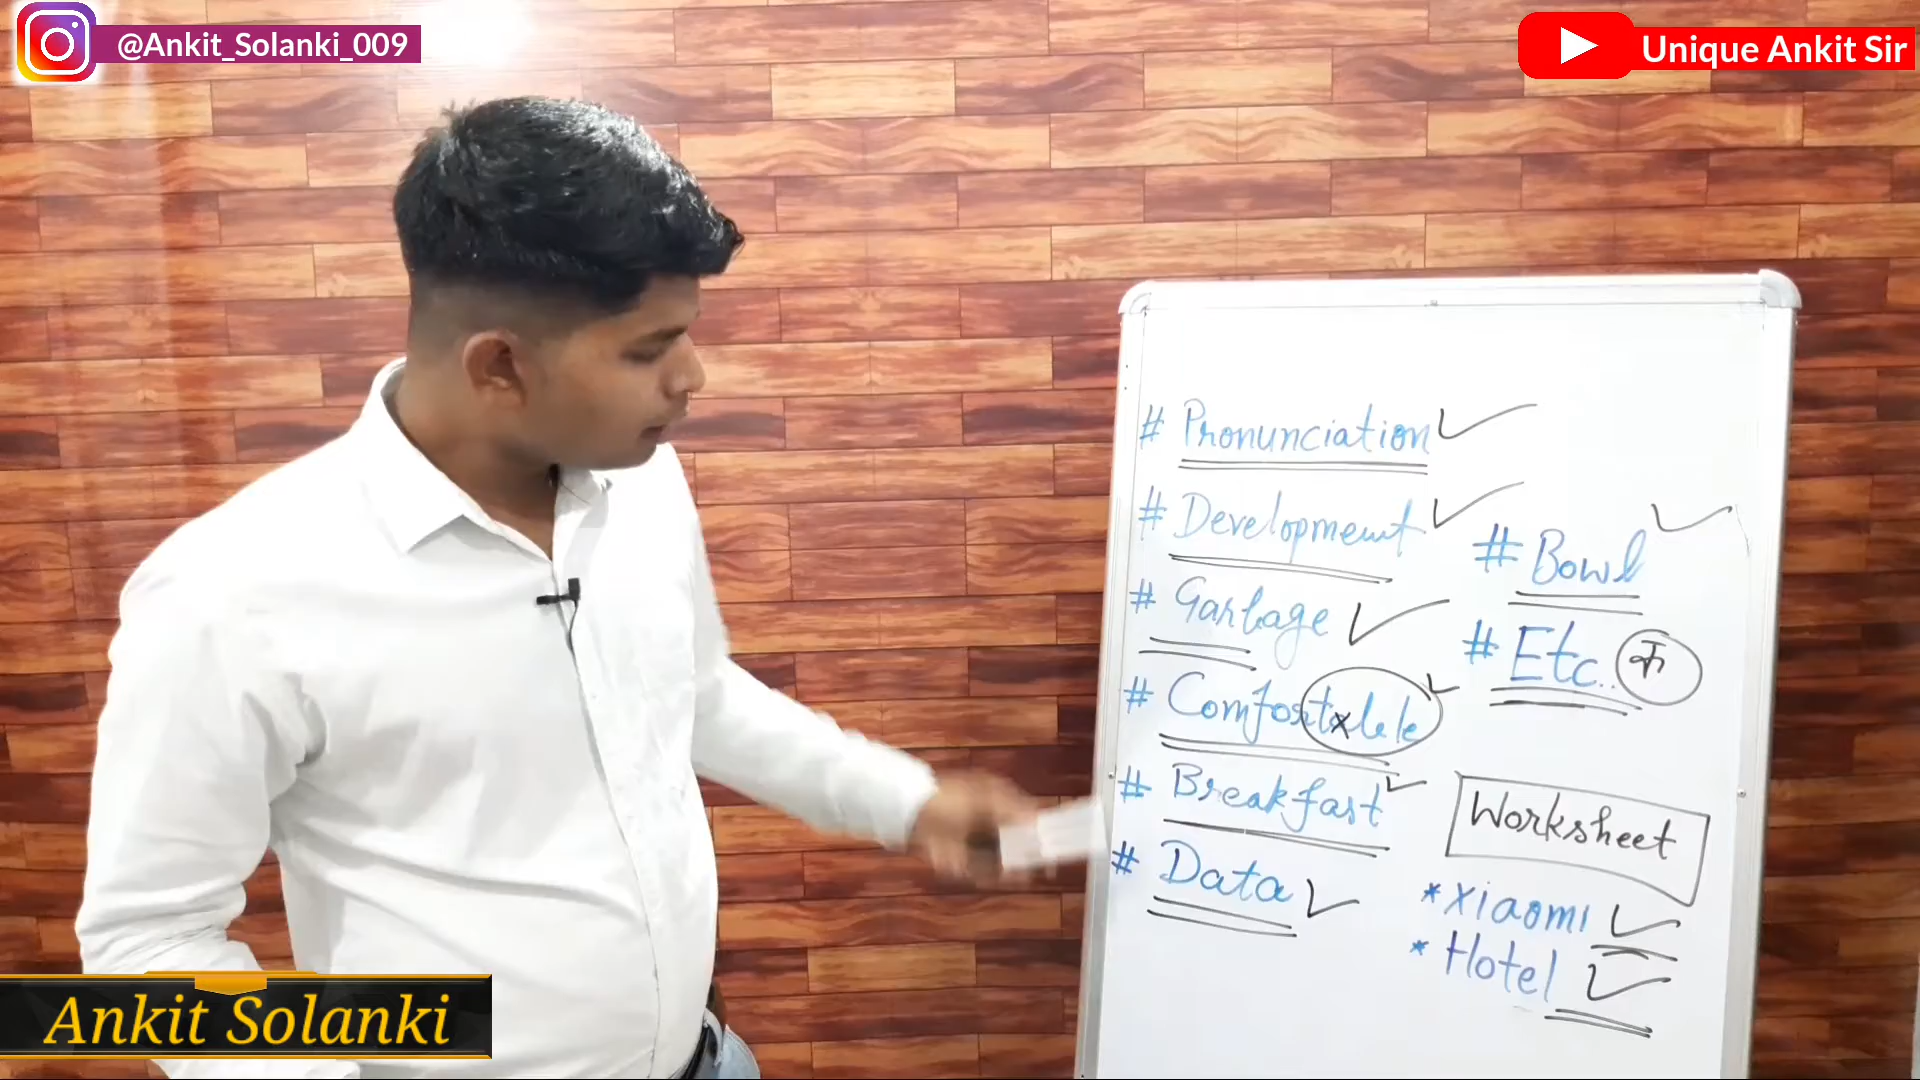 @Ankit_Solanki_009
Unique Ankit Sir
# Pronunciation
# Development
# Garbage
# Comfortable
# Breakfast
# Data
# Bowl
# Etc.. क
Worksheet
* Xiaomi
* Hotel
Ankit Solanki